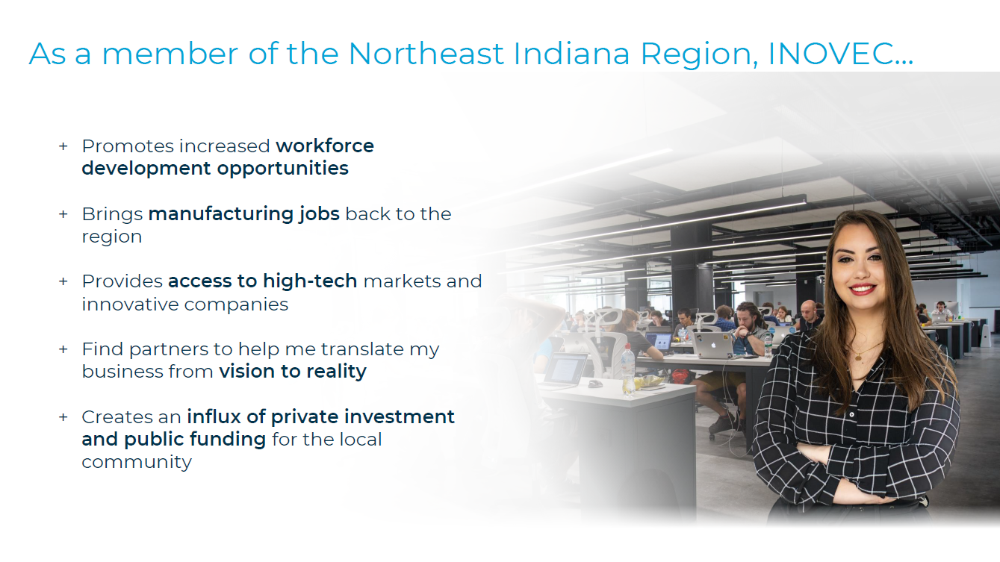 As a member of the Northeast Indiana Region, INOVEC...
+ Promotes increased workforce
development opportunities
+ Brings manufacturing jobs back to the
region
+ Provides access to high-tech markets and
innovative companies
+ Find partners to help me translate my
business from vision to reality
+ Creates an influx of private investment
and public funding for the local
community